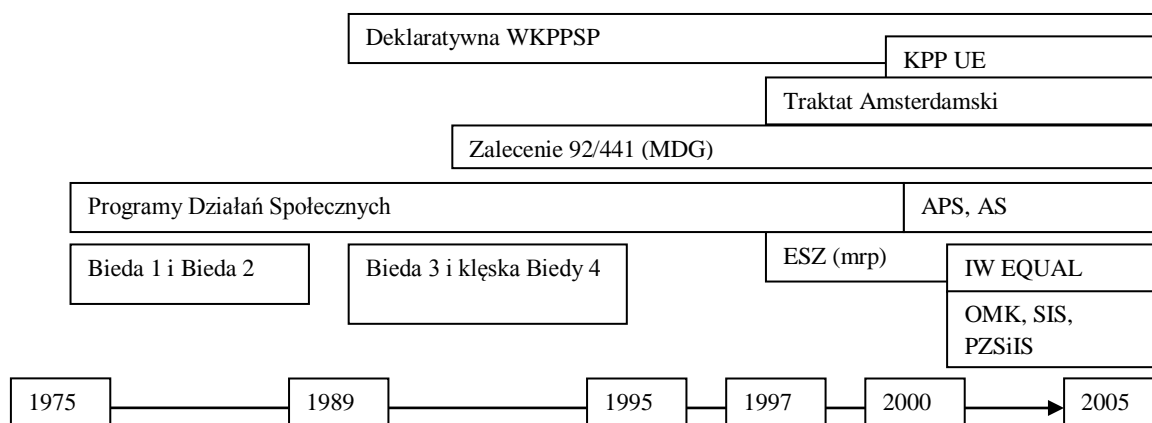 Deklaratywna WKPPSP
KPP UE
Traktat Amsterdamski
Zalecenie 92/441 (MDG)
Programy Działań Społecznych
APS, AS
Bieda 1 i Bieda 2
Bieda 3 i klęska Biedy 4
ESZ (mrp)
IW EQUAL
OMK, SIS,
PZSiIS
1975
1989
1995
1997
2000
2005